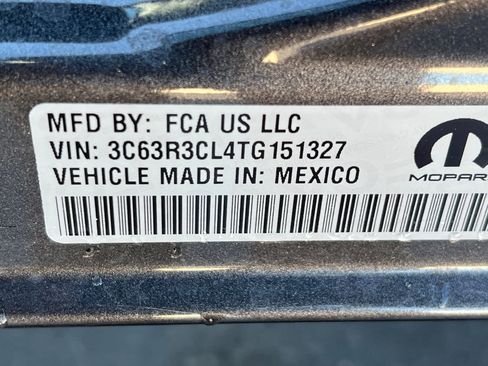 MFD BY: FCA US LLC
VIN: 3C63R3CL4TG151327
VEHICLE MADE IN: MEXICO
MOPAR